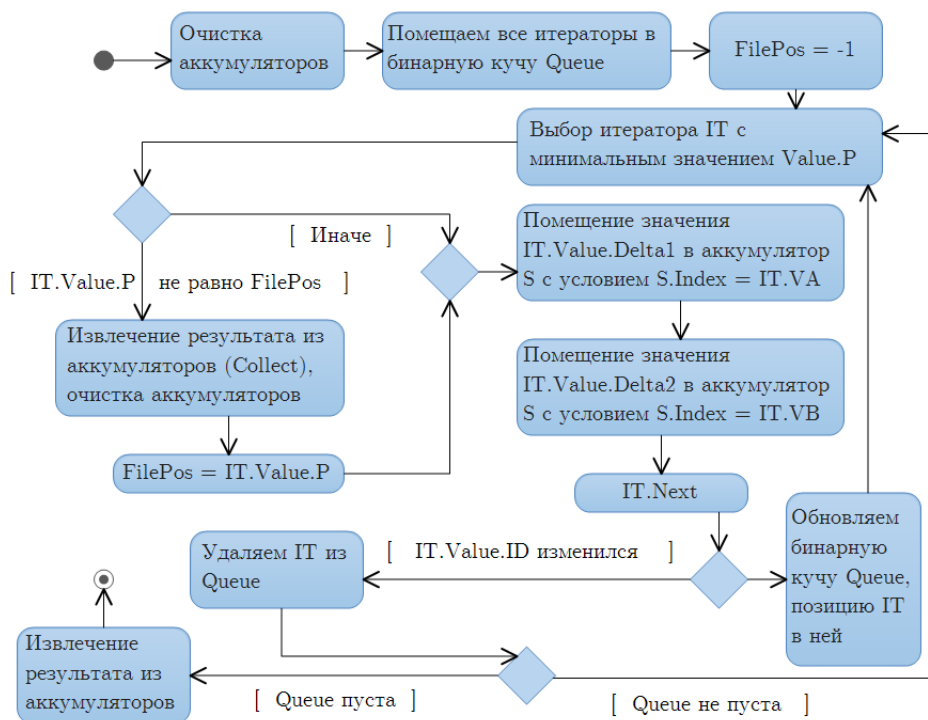 Очистка
аккумуляторов
Помещаем все итераторы в
бинарную кучу Queue
FilePos = -1
Выбор итератора IT с
минимальным значением Value.P
[ Иначе ]
[ IT.Value.P не равно FilePos ]
Помещение значения
IT.Value.Delta1 в аккумулятор
S с условием S.Index = IT.VA
Извлечение результата из
аккумуляторов (Collect),
очистка аккумуляторов
Помещение значения
IT.Value.Delta2 в аккумулятор
S с условием S.Index = IT.VB
FilePos = IT.Value.P
IT.Next
Обновляем
бинарную
кучу Queue,
позицию IT
в ней
[ IT.Value.ID изменился ]
Удаляем IT из
Queue
Извлечение
результата из
аккумуляторов
[ Queue пуста ]
[ Queue не пуста ]